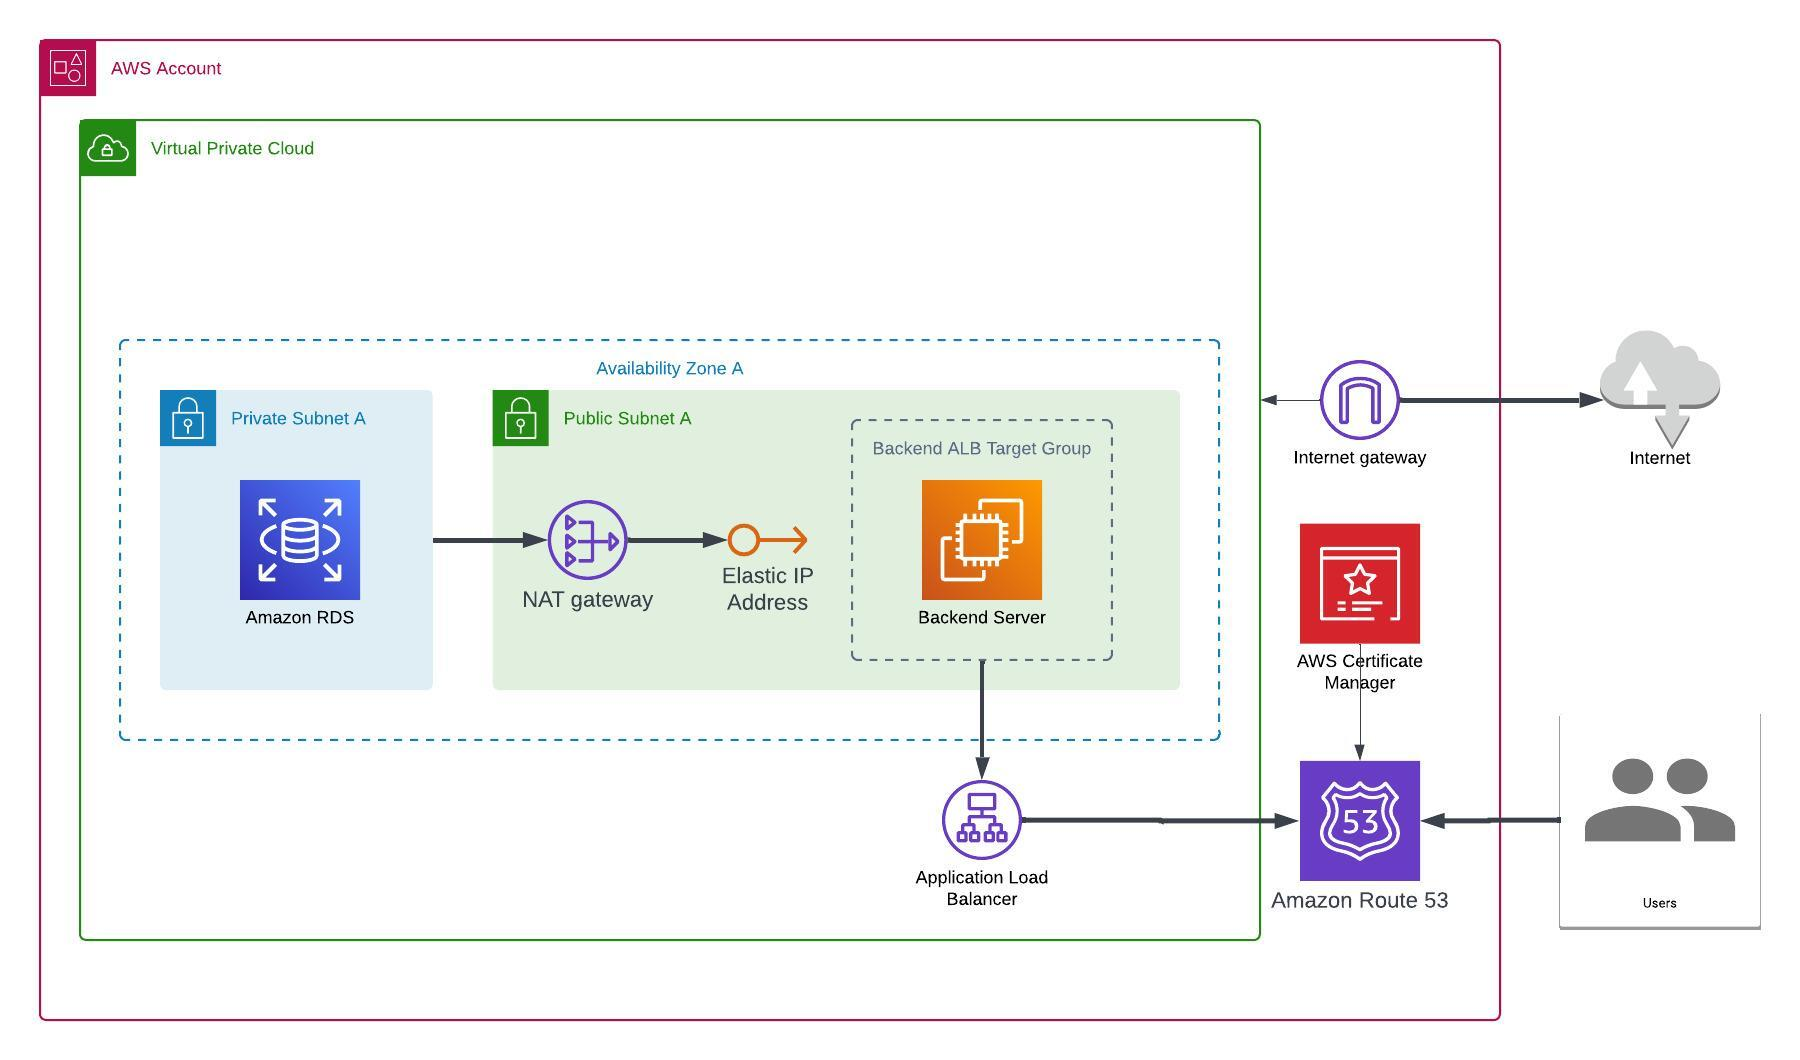 AWS Account
Virtual Private Cloud
Availability Zone A
Private Subnet A
Public Subnet A
Backend ALB Target Group
Internet gateway
Internet
Elastic IP
Address
NAT gateway
Amazon RDS
Backend Server
AWS Certificate
Manager
53
Application Load
Balancer
Amazon Route 53
Users